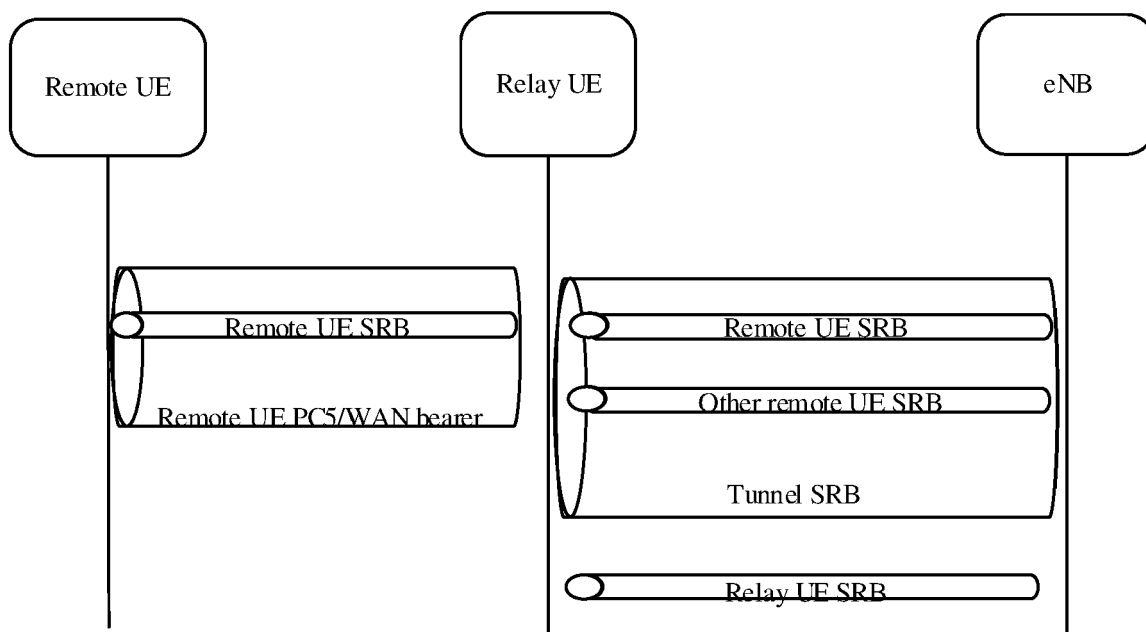 Remote UE
Relay UE
eNB
Remote UE SRB
Remote UE SRB
Other remote UE SRB
Remote UE PC5/WAN bearer
Tunnel SRB
Relay UE SRB